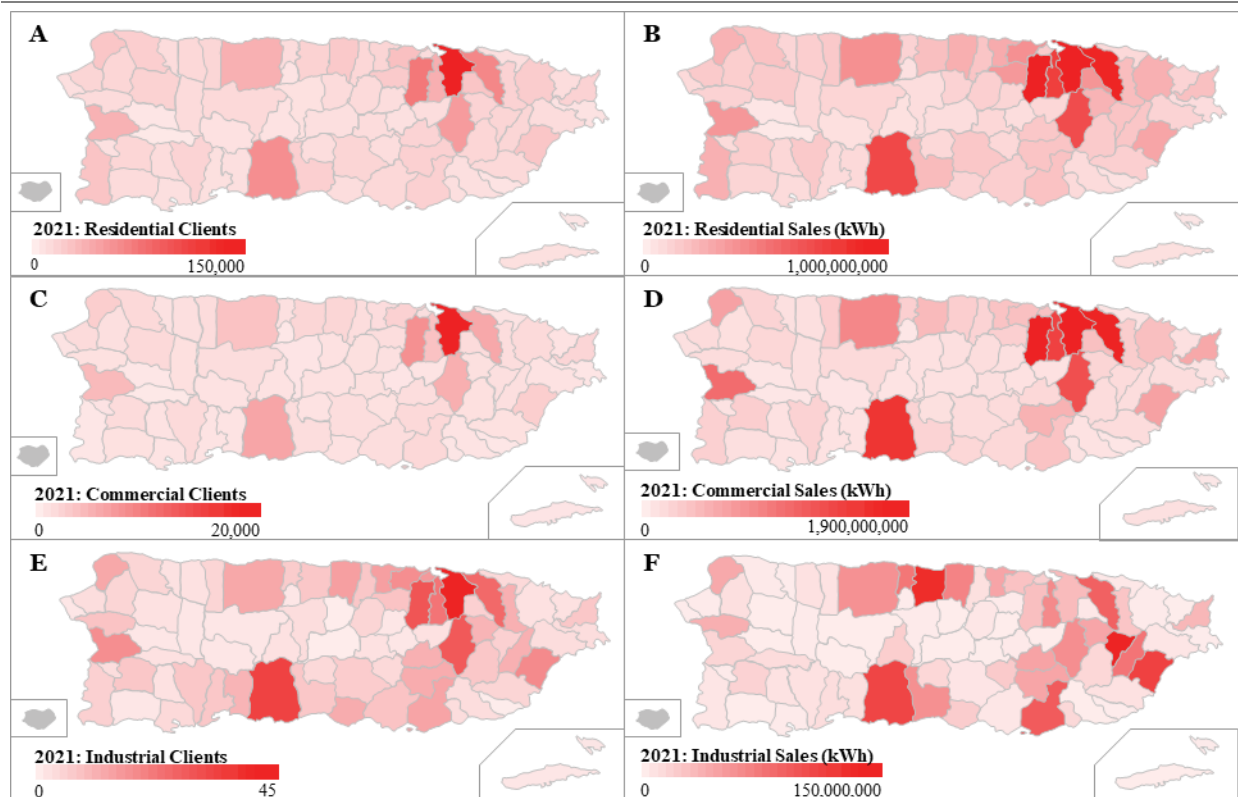 A
2021: Residential Clients
0 150,000
B
2021: Residential Sales (kWh)
0 1,000,000,000
C
2021: Commercial Clients
0 20,000
D
2021: Commercial Sales (kWh)
0 1,900,000,000
E
2021: Industrial Clients
0 45
F
2021: Industrial Sales (kWh)
0 150,000,000